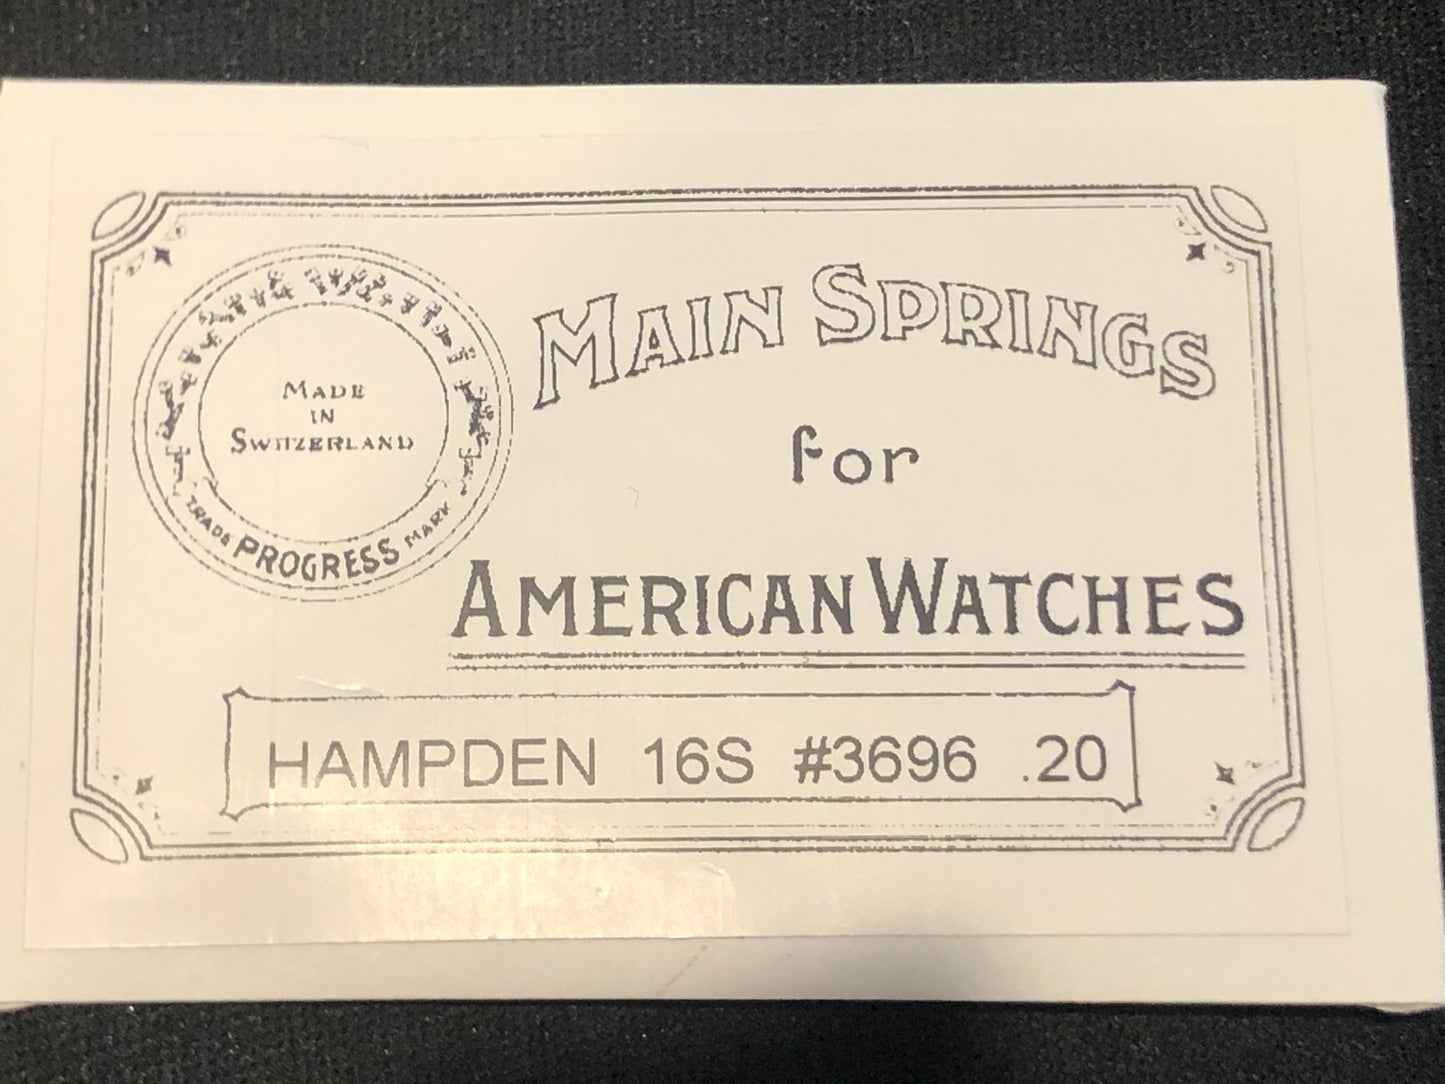 MADE
IN
SWITZERLAND
TRADE PROGRESS MARK
MAIN SPRINGS
for
AMERICAN WATCHES
HAMPDEN 16S #3696 .20